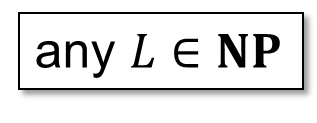 any 𝐿 ∈ 𝐍𝐏